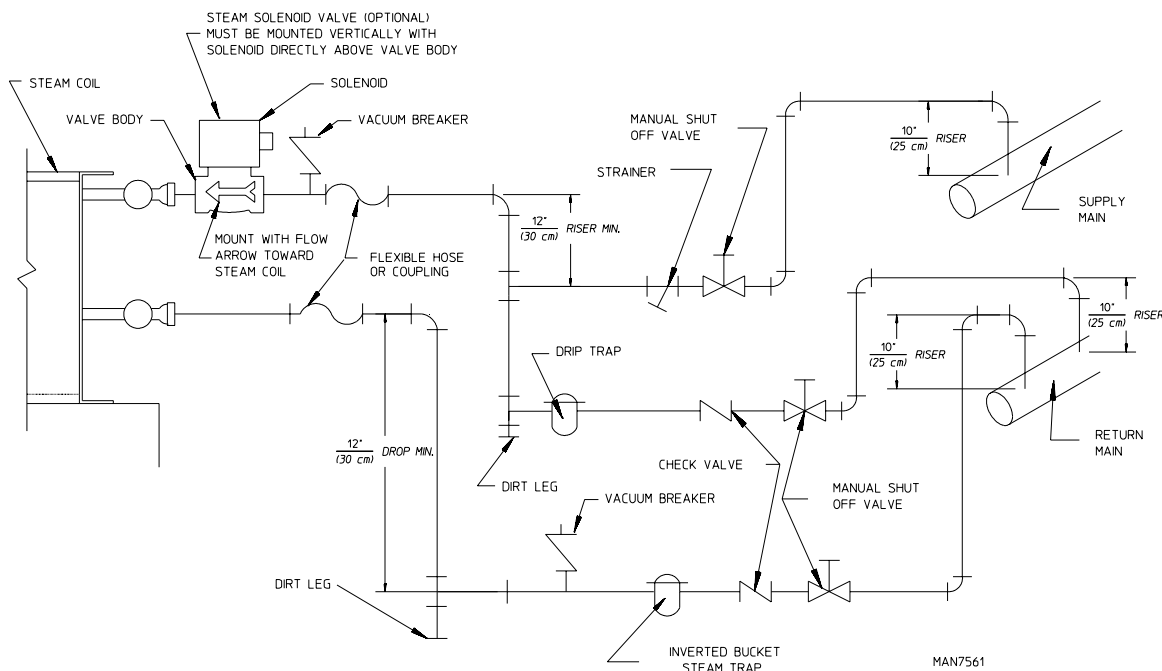 STEAM SOLENOID VALVE (OPTIONAL)
MUST BE MOUNTED VERTICALLY WITH
SOLENOID DIRECTLY ABOVE VALVE BODY
STEAM COIL
SOLENOID
VALVE BODY
VACUUM BREAKER
MANUAL SHUT
OFF VALVE
10"
(25 cm) RISER
STRAINER
SUPPLY
MAIN
12"
(30 cm) RISER MIN.
MOUNT WITH FLOW
ARROW TOWARD
STEAM COIL
FLEXIBLE HOSE
OR COUPLING
10"
(25 cm) RISER
10"
(25 cm) RISER
DRIP TRAP
RETURN
MAIN
12"
(30 cm) DROP MIN.
CHECK VALVE
DIRT LEG
VACUUM BREAKER
MANUAL SHUT
OFF VALVE
DIRT LEG
INVERTED BUCKET
STEAM TRAP
MAN7561